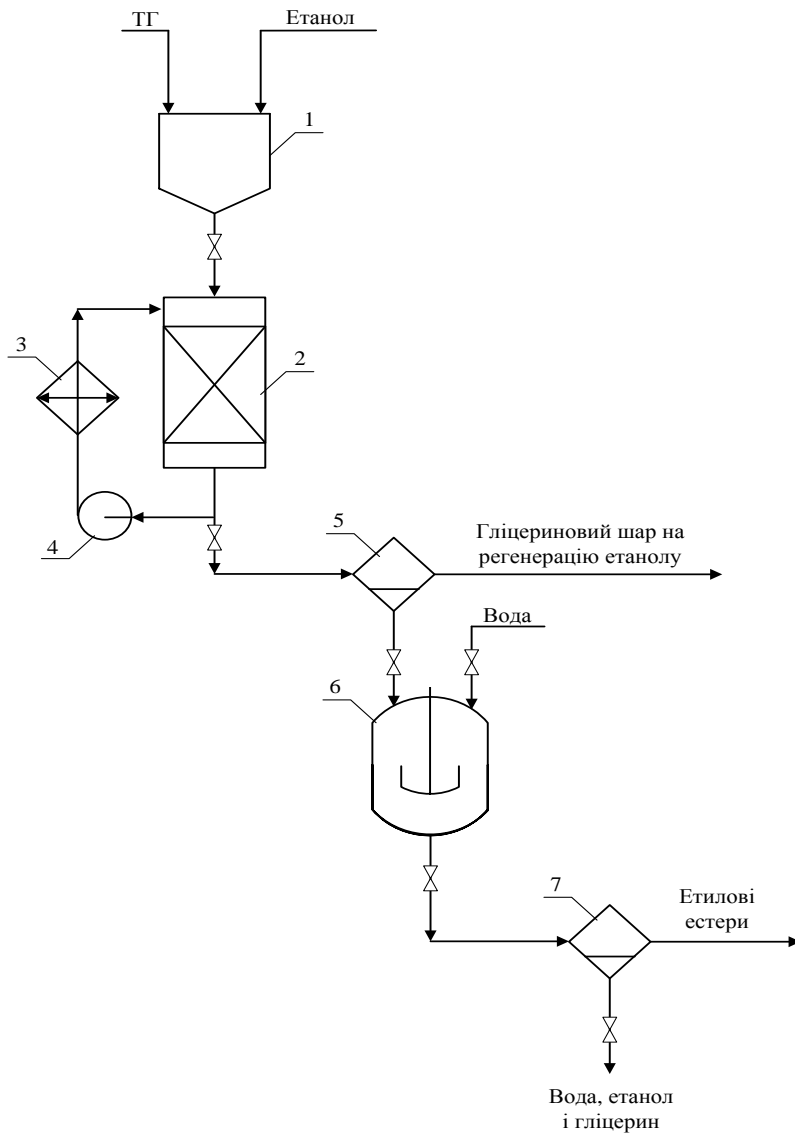 ТГ
Етанол
1
2
3
4
5
Гліцериновий шар на
регенерацію етанолу
Вода
6
7
Етилові
естери
Вода, етанол
і гліцерин